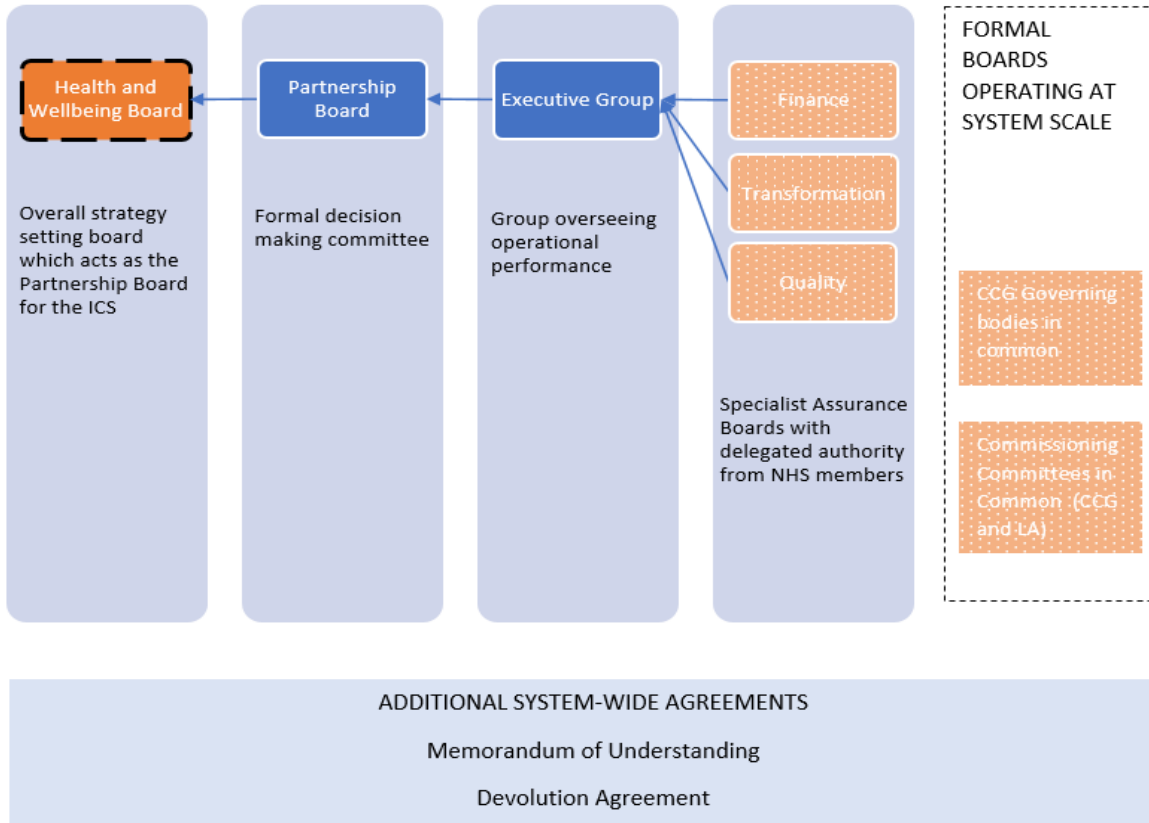 Health and
Wellbeing Board
Overall strategy
setting board
which acts as the
Partnership Board
for the ICS
Partnership
Board
Formal decision
making committee
Executive Group
Group overseeing
operational
performance
Finance
Transformation
Quality
Specialist Assurance
Boards with
delegated authority
from NHS members
FORMAL
BOARDS
OPERATING AT
SYSTEM SCALE
CCG Governing
bodies in
common
Commissioning
Committees in
Common (CCG
and LA)
ADDITIONAL SYSTEM-WIDE AGREEMENTS
Memorandum of Understanding
Devolution Agreement